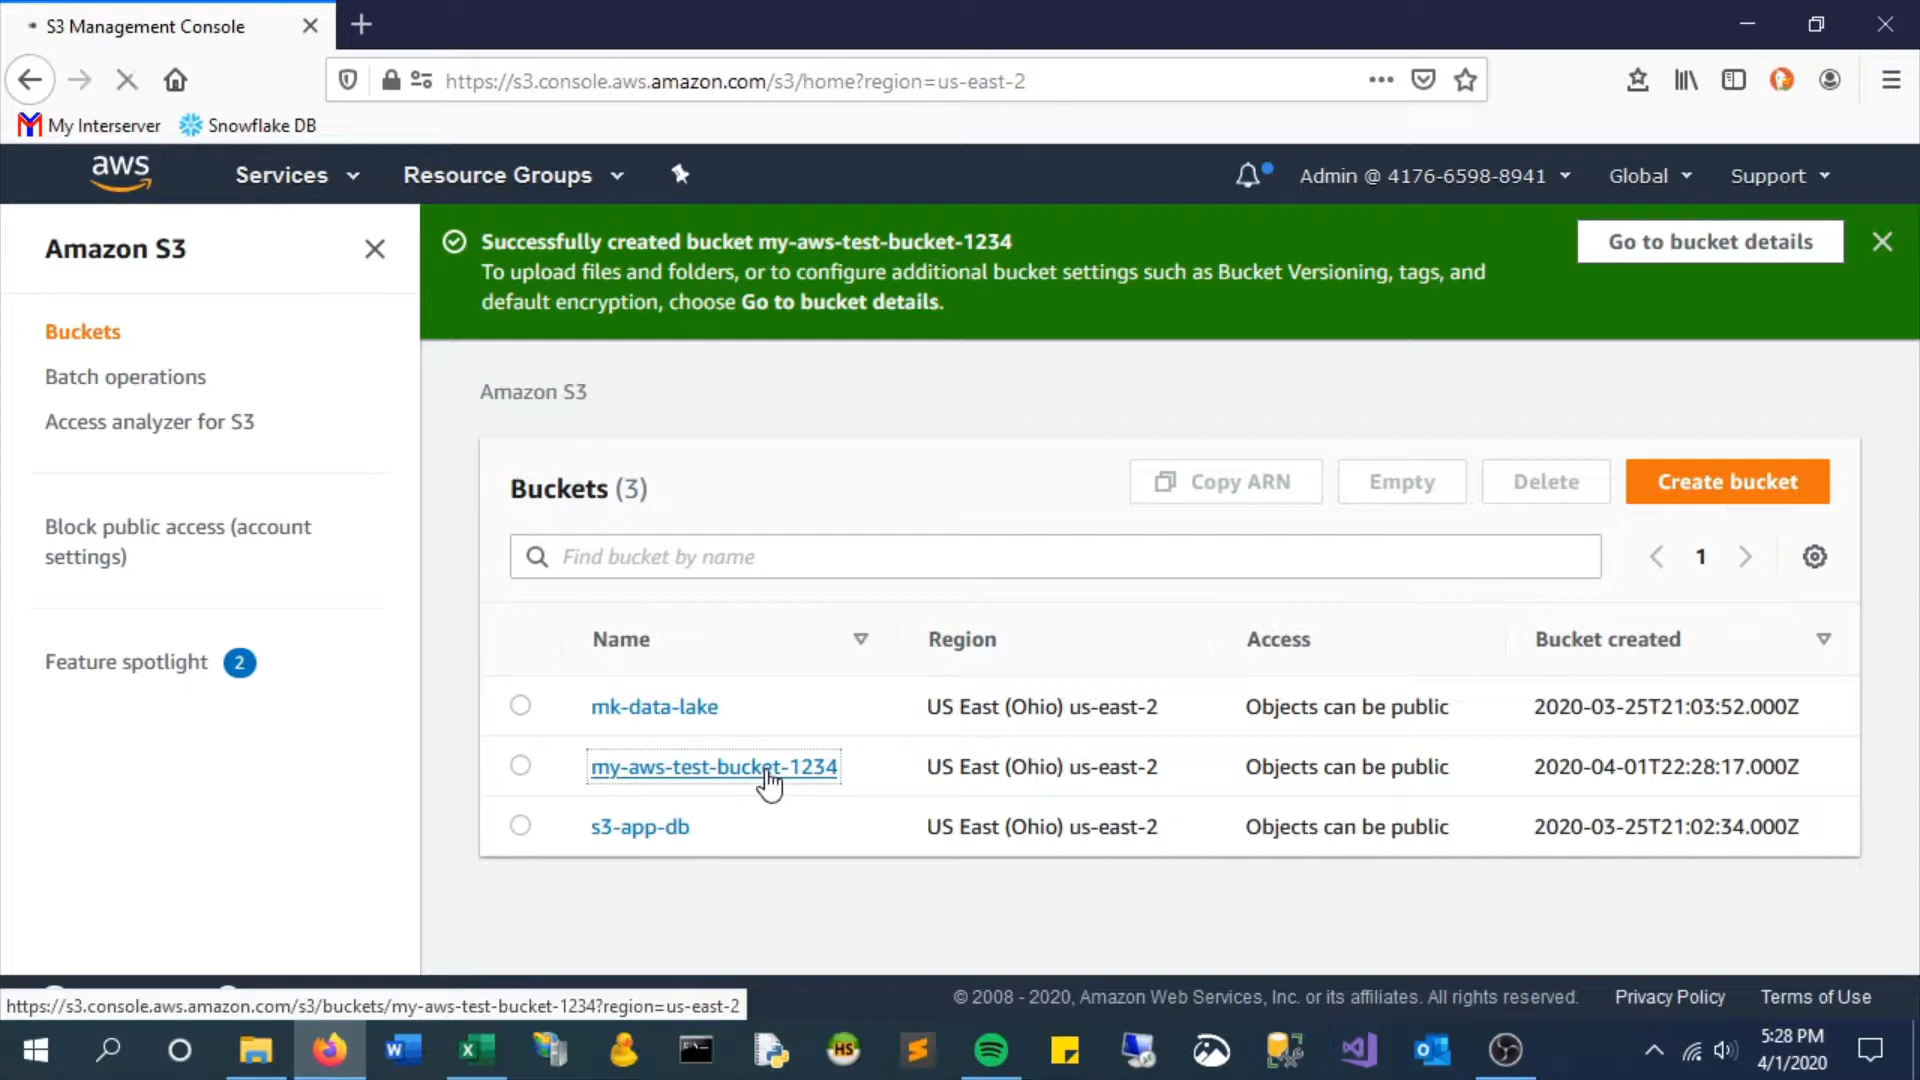 S3 Management Console
https://s3.console.aws.amazon.com/s3/home?region=us-east-2
My Interserver
Snowflake DB
aws
Services
Resource Groups
Admin @ 4176-6598-8941
Global
Support
Amazon S3
Successfully created bucket my-aws-test-bucket-1234
Go to bucket details
To upload files and folders, or to configure additional bucket settings such as Bucket Versioning, tags, and
default encryption, choose Go to bucket details.
Buckets
Batch operations
Access analyzer for S3
Block public access (account
settings)
Feature spotlight 2
Amazon S3
Buckets (3)
Copy ARN
Empty
Delete
Create bucket
Find bucket by name
1
Name Region Access Bucket created
mk-data-lake US East (Ohio) us-east-2 Objects can be public 2020-03-25T21:03:52.000Z
my-aws-test-bucket-1234 US East (Ohio) us-east-2 Objects can be public 2020-04-01T22:28:17.000Z
s3-app-db US East (Ohio) us-east-2 Objects can be public 2020-03-25T21:02:34.000Z
https://s3.console.aws.amazon.com/s3/buckets/my-aws-test-bucket-1234?region=us-east-2
© 2008 - 2020, Amazon Web Services, Inc. or its affiliates. All rights reserved.
Privacy Policy
Terms of Use
HS
5:28 PM
4/1/2020